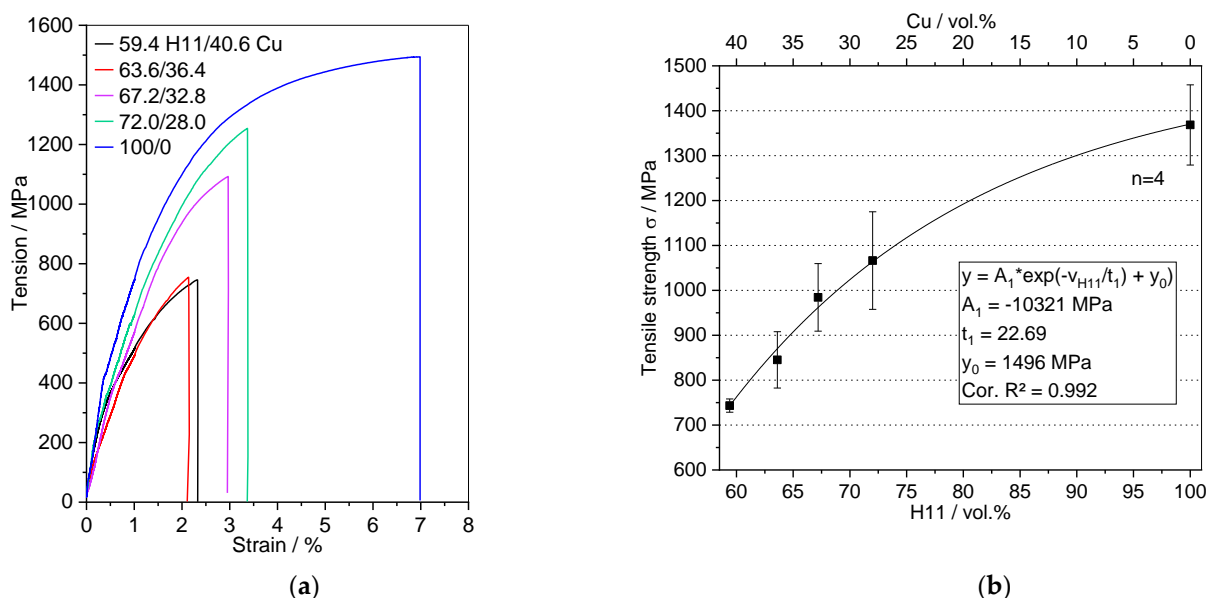 1600
1400
1200
1000
800
600
400
200
0
Tension / MPa
59.4 H11/40.6 Cu
63.6/36.4
67.2/32.8
72.0/28.0
100/0
0 1 2 3 4 5 6 7 8
Strain / %
(a)
Cu / vol.%
40 35 30 25 20 15 10 5 0
1500
1400
1300
1200
1100
1000
900
800
700
600
Tensile strength σ / MPa
n=4
y = A₁*exp(-v_H11/t₁) + y₀)
A₁ = -10321 MPa
t₁ = 22.69
y₀ = 1496 MPa
Cor. R² = 0.992
60 65 70 75 80 85 90 95 100
H11 / vol.%
(b)